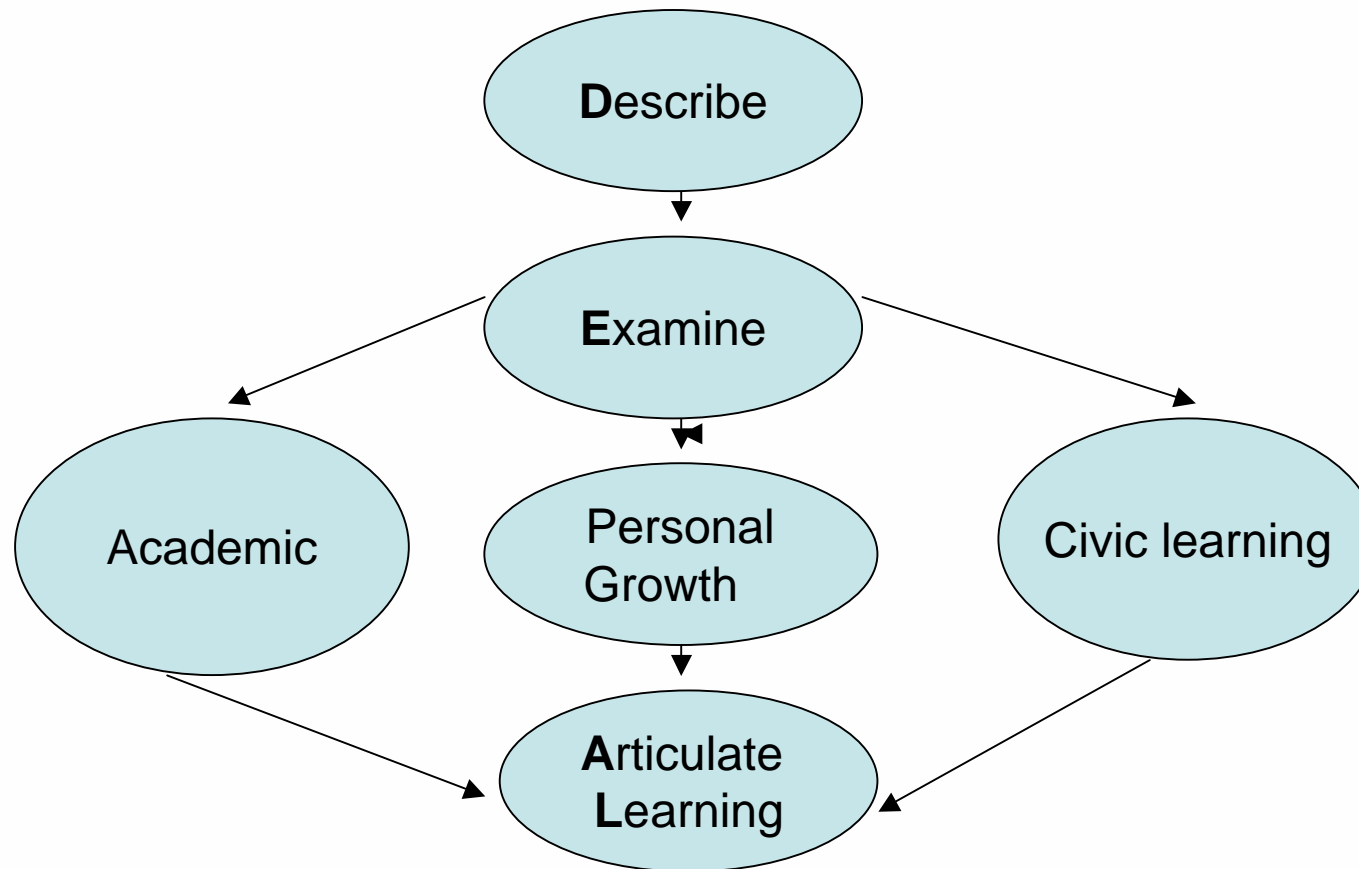 Describe
Examine
Academic
Personal
Growth
Civic learning
Articulate
Learning